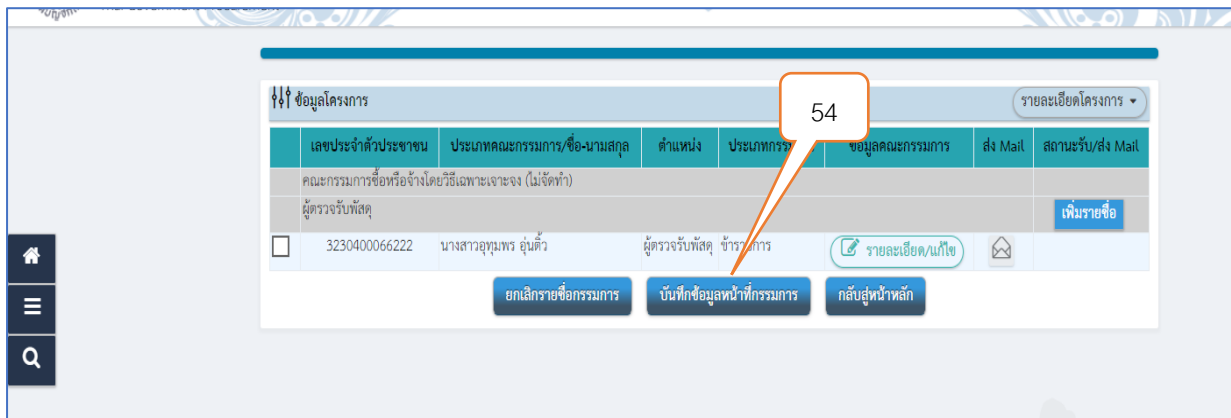 ข้อมูลโครงการ
รายละเอียดโครงการ
54
เลขประจำตัวประชาชน ประเภทคณะกรรมการ/ชื่อ-นามสกุล ตำแหน่ง ข้อมูลคณะกรรมการ ส่ง Mail สถานะรับ/ส่ง Mail
คณะกรรมการซื้อหรือจ้างโดยวิธีเฉพาะเจาะจง (ไม่จัดทำ)
ผู้ตรวจรับพัสดุ เพิ่มรายชื่อ
3230400066222 นางสาวอุทุมพร อุ่นติ้ว ผู้ตรวจรับพัสดุ ข้าราชการ รายละเอียด/แก้ไข
ยกเลิกรายชื่อกรรมการ บันทึกข้อมูลหน้าที่กรรมการ กลับสู่หน้าหลัก